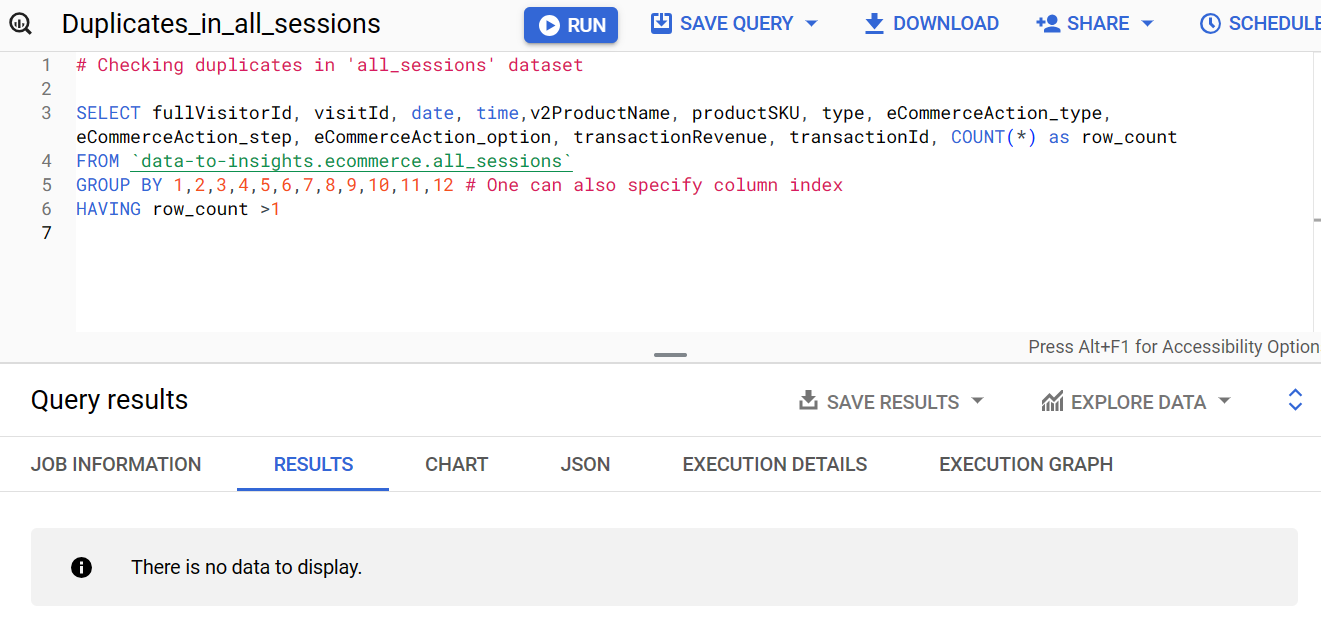 Duplicates_in_all_sessions RUN SAVE QUERY DOWNLOAD SHARE SCHEDULE
1 # Checking duplicates in 'all_sessions' dataset
2
3 SELECT fullVisitorId, visitId, date, time,v2ProductName, productSKU, type, eCommerceAction_type,
eCommerceAction_step, eCommerceAction_option, transactionRevenue, transactionId, COUNT(*) as row_count
4 FROM `data-to-insights.ecommerce.all_sessions`
5 GROUP BY 1,2,3,4,5,6,7,8,9,10,11,12 # One can also specify column index
6 HAVING row_count >1
7
Press Alt+F1 for Accessibility Option
Query results SAVE RESULTS EXPLORE DATA
JOB INFORMATION RESULTS CHART JSON EXECUTION DETAILS EXECUTION GRAPH
There is no data to display.